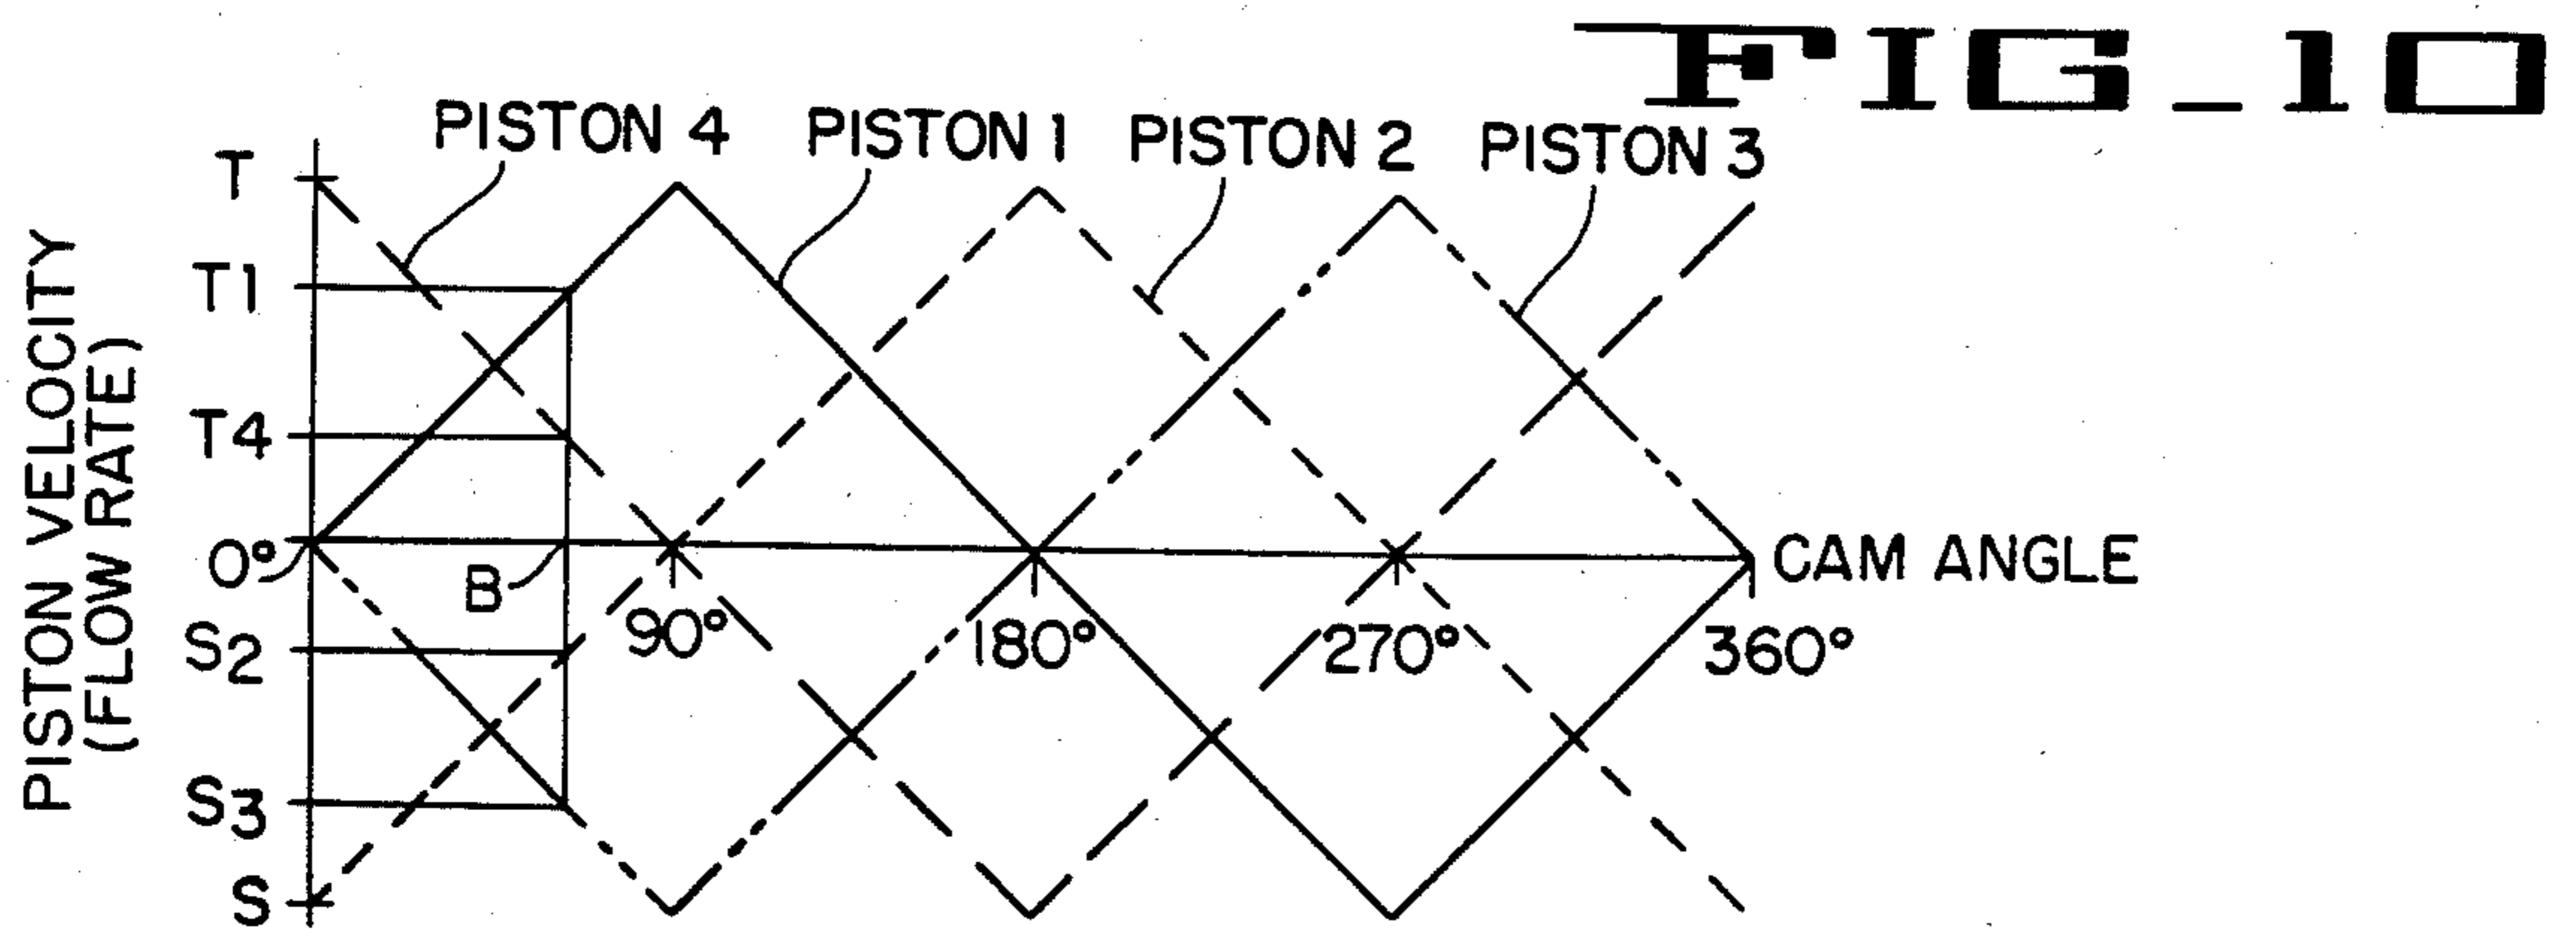 FIG_10
PISTON 4 PISTON 1 PISTON 2 PISTON 3
T
T1
T4
0°
S2
S3
S
PISTON VELOCITY
(FLOW RATE)
B
90°
180°
270°
360°
CAM ANGLE